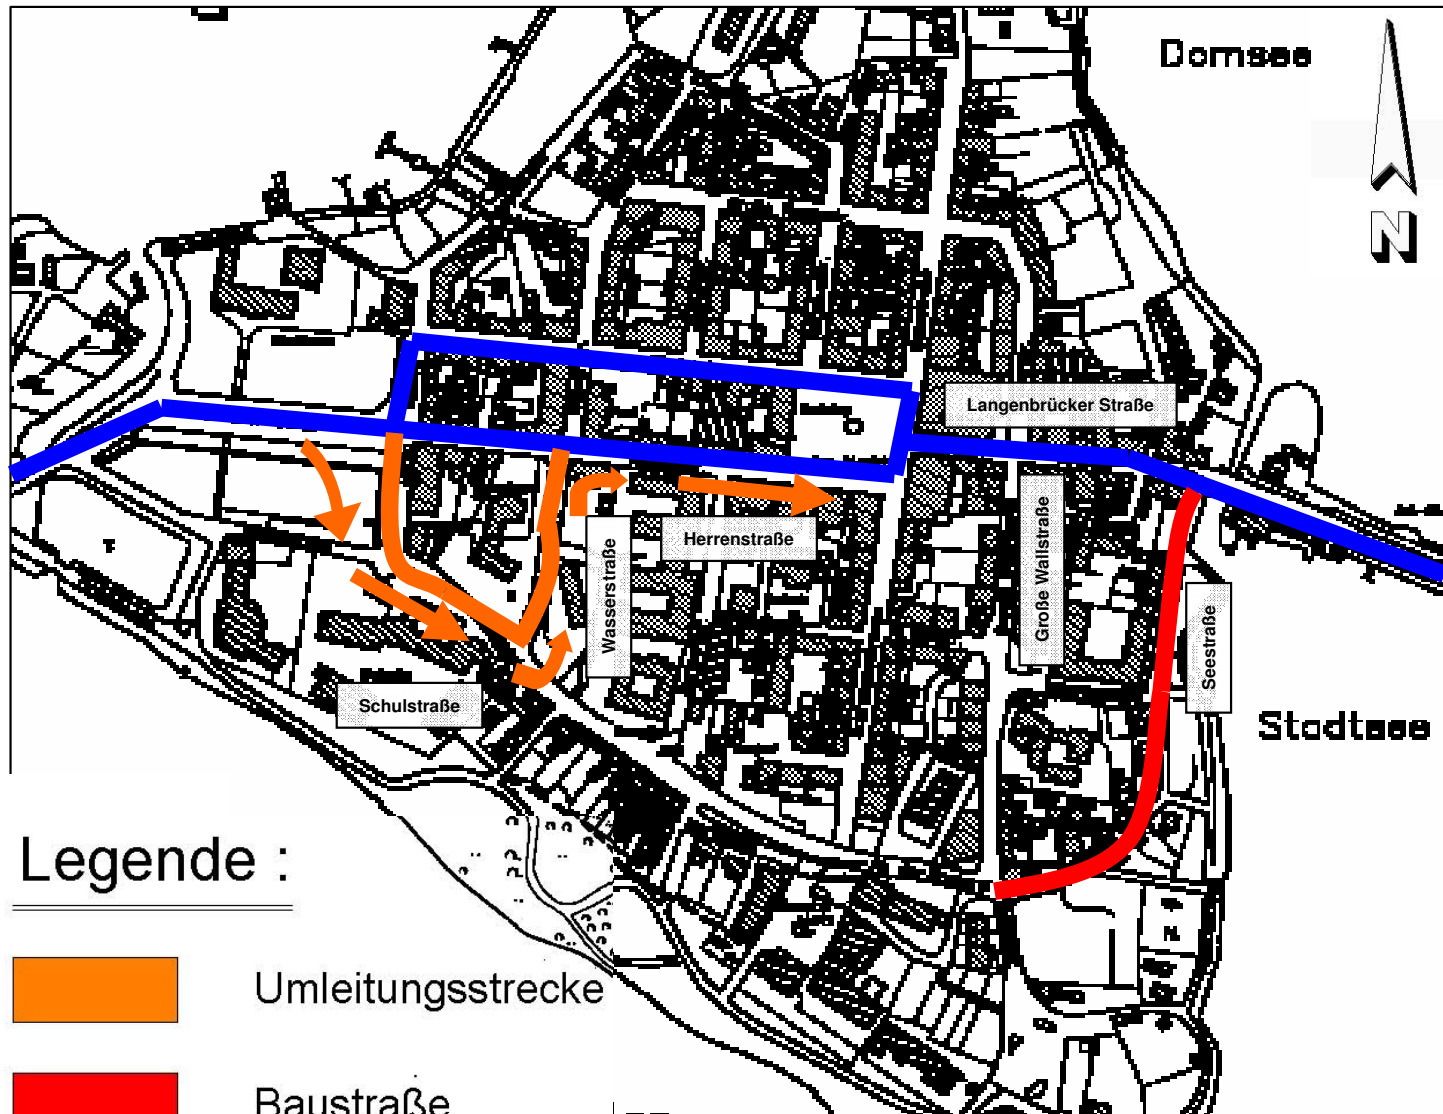 Domsee
N
Langenbrücker Straße
Große Wallstraße
Herrenstraße
Wasserstraße
Seestraße
Schulstraße
Stadtsee
Legende :
Umleitungsstrecke
Baustraße